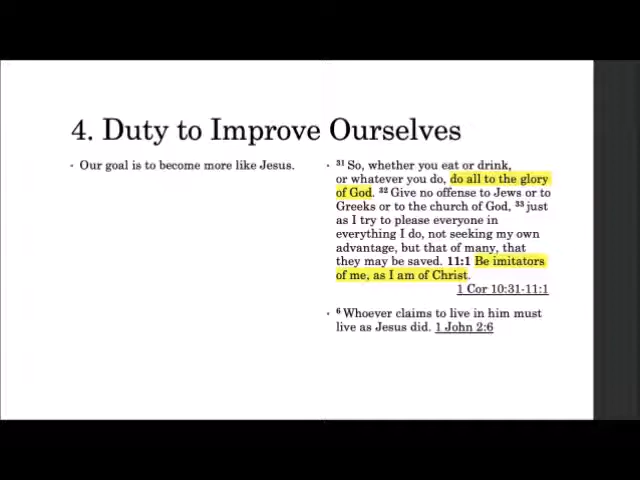 4. Duty to Improve Ourselves
• Our goal is to become more like Jesus.
• ³¹ So, whether you eat or drink,
or whatever you do, do all to the glory
of God. ³² Give no offense to Jews or to
Greeks or to the church of God, ³³ just
as I try to please everyone in
everything I do, not seeking my own
advantage, but that of many, that
they may be saved. 11:1 Be imitators
of me, as I am of Christ.
1 Cor 10:31-11:1
• ⁶ Whoever claims to live in him must
live as Jesus did. 1 John 2:6